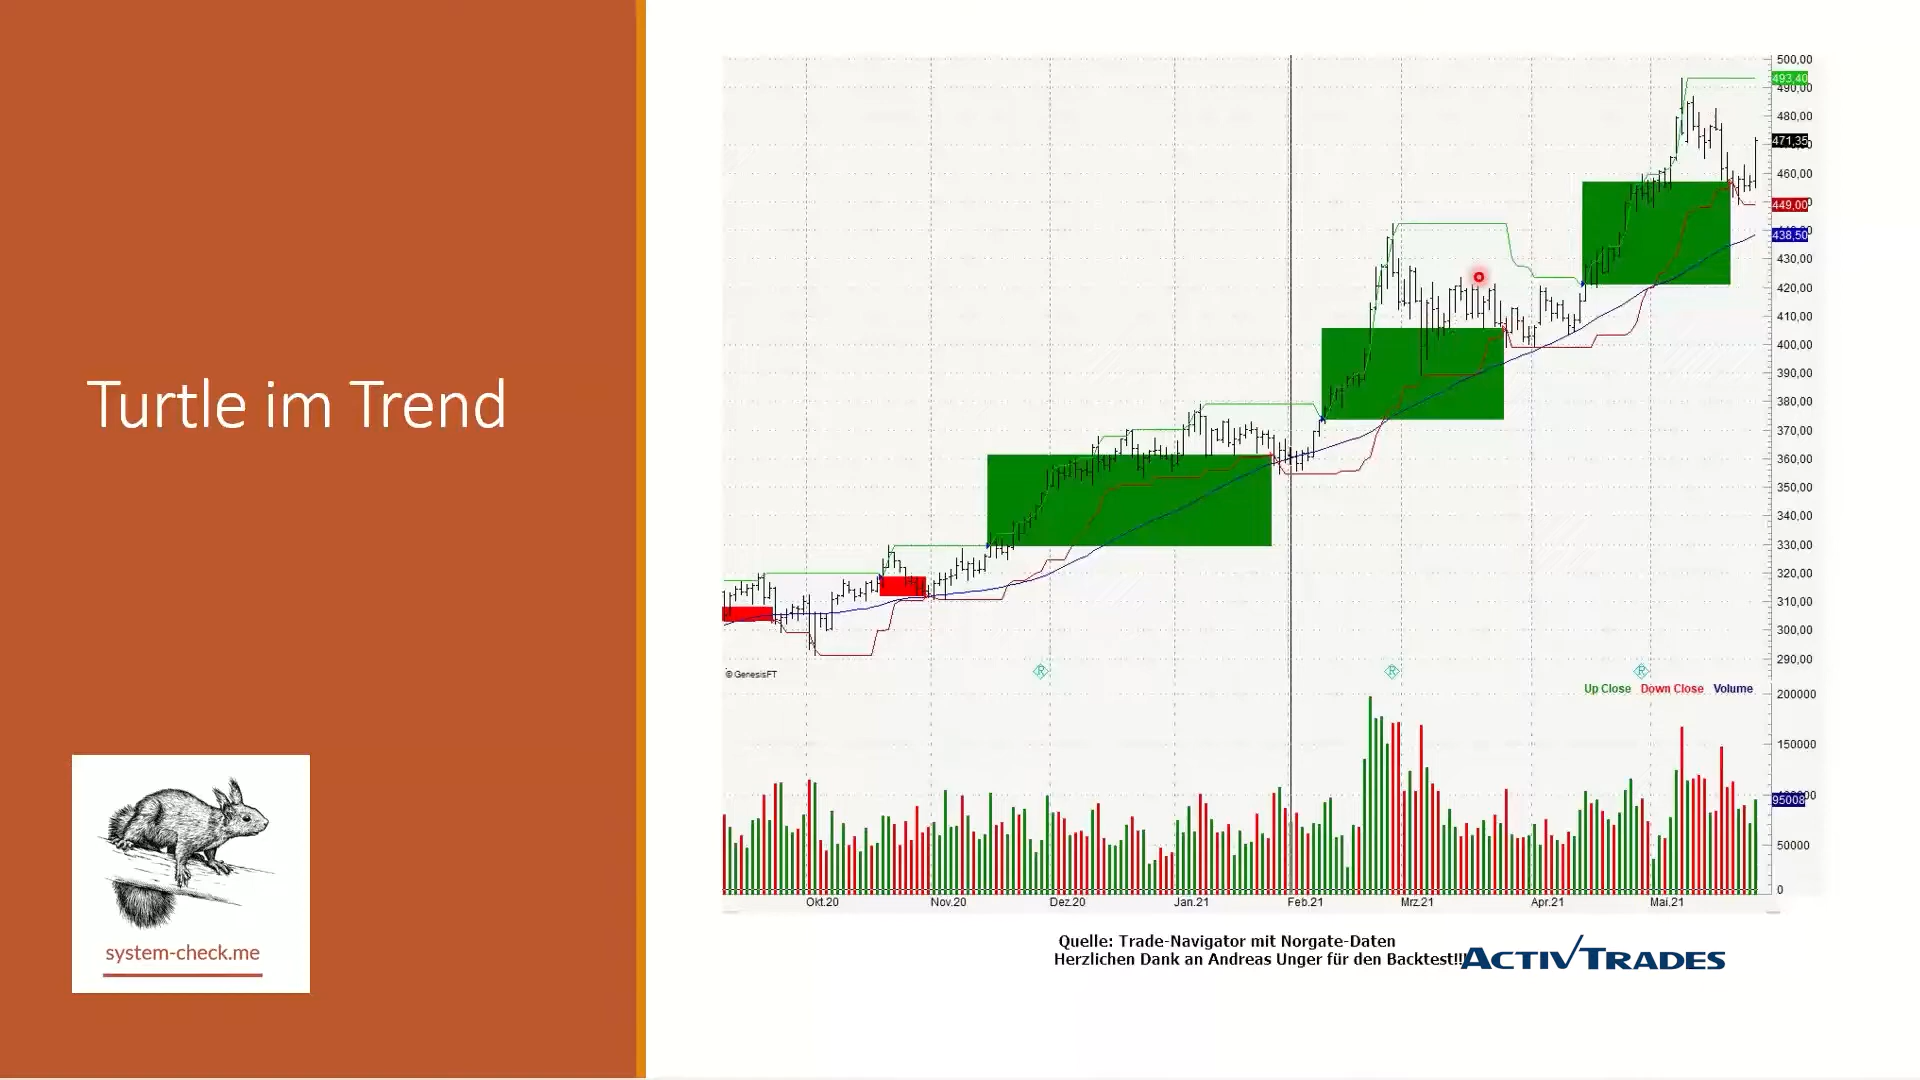 Turtle im Trend
system-check.me
500,00
493,40
490,00
480,00
471,35
460,00
449,00
438,50
430,00
420,00
410,00
400,00
390,00
380,00
370,00
360,00
350,00
340,00
330,00
320,00
310,00
300,00
290,00
© GenesisFT
R
R
R
Up Close Down Close Volume
200000
150000
95008
50000
0
Okt.20 Nov.20 Dez.20 Jan.21 Feb.21 Mrz.21 Apr.21 Mai.21
Quelle: Trade-Navigator mit Norgate-Daten
Herzlichen Dank an Andreas Unger für den Backtest!!!
ACTIVTRADES